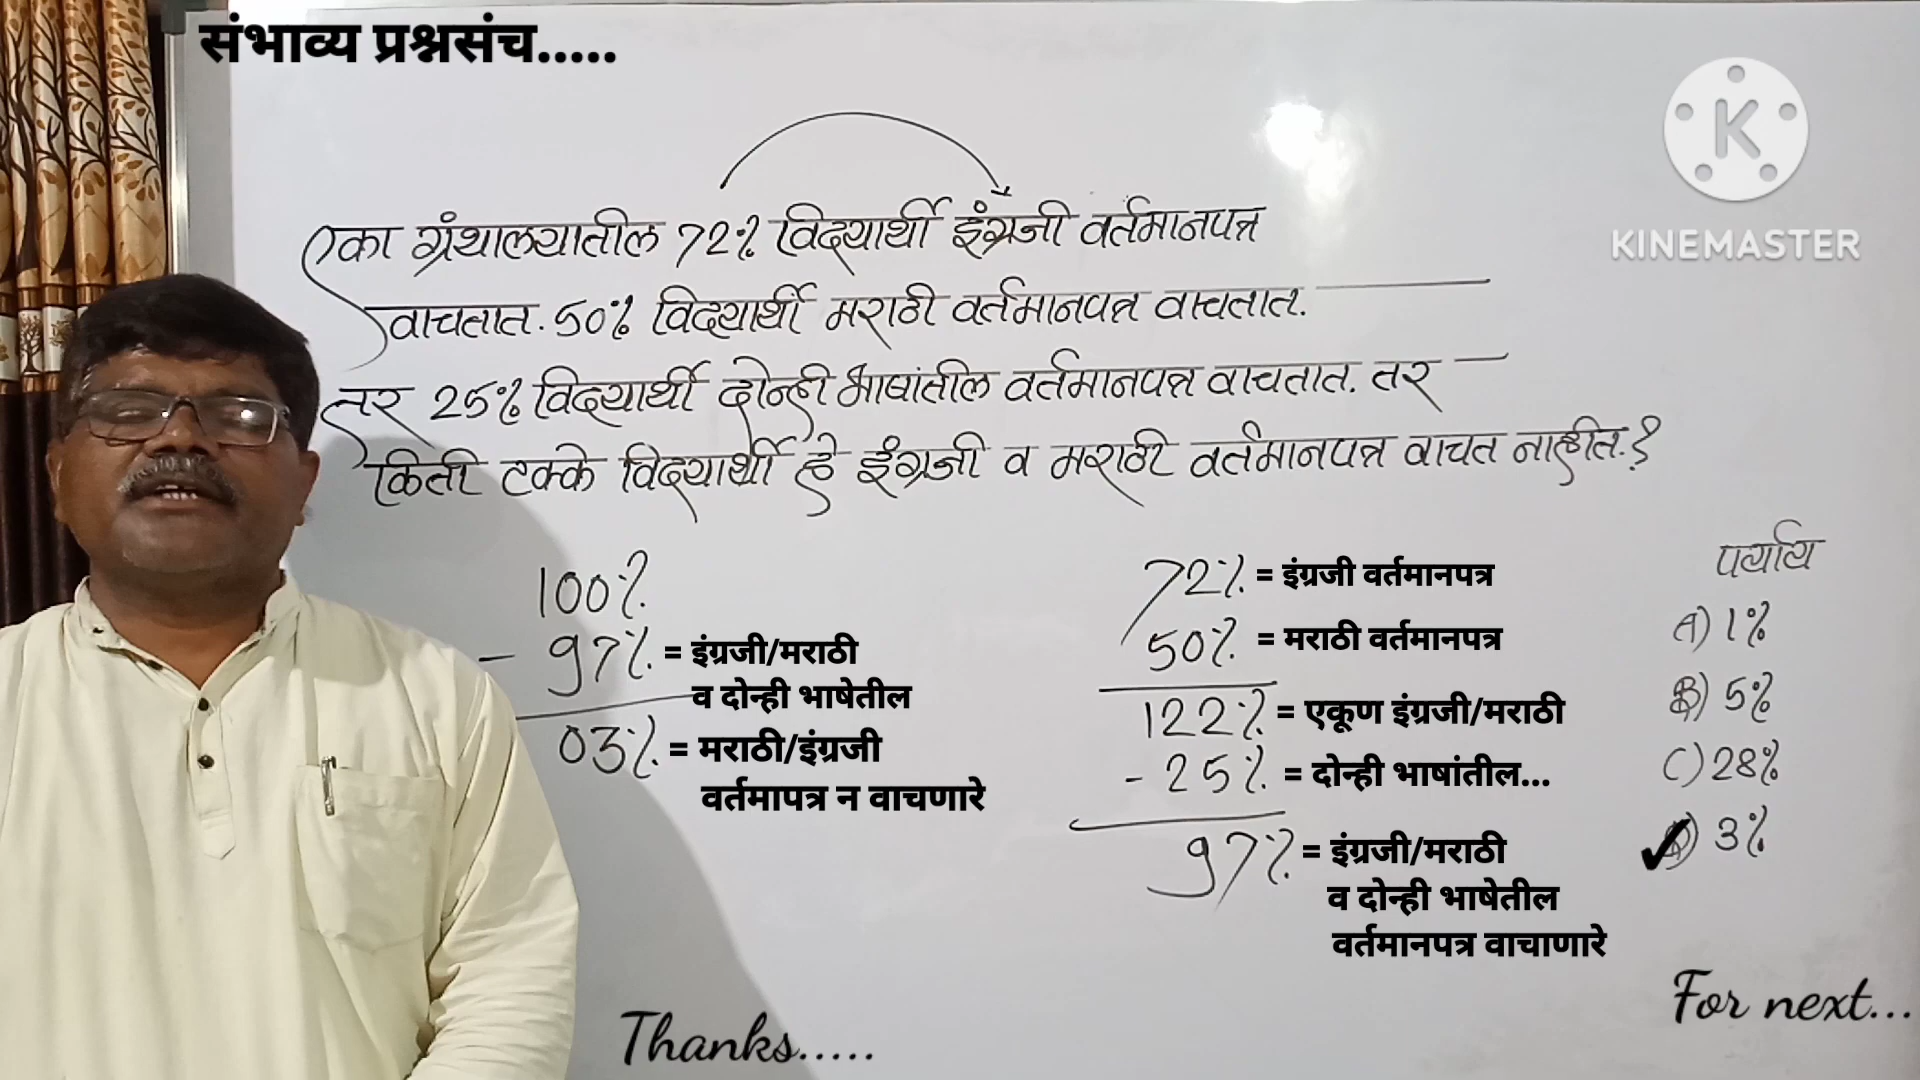 संभाव्य प्रश्नसंच.....
K
KINEMASTER
एका ग्रंथालयातील 72% विद्यार्थी इंग्रजी वर्तमानपत्र
वाचतात. 50% विद्यार्थी मराठी वर्तमानपत्र वाचतात.
तर 25% विद्यार्थी दोन्ही भाषांतील वर्तमानपत्र वाचतात. तर
किती टक्के विद्यार्थी हे इंग्रजी व मराठी वर्तमानपत्र वाचत नाहीत.?
100%
- 97% = इंग्रजी/मराठी
व दोन्ही भाषेतील
03% = मराठी/इंग्रजी
वर्तमापत्र न वाचणारे
72% = इंग्रजी वर्तमानपत्र
50% = मराठी वर्तमानपत्र
122% = एकूण इंग्रजी/मराठी
- 25% = दोन्ही भाषांतील...
97% = इंग्रजी/मराठी
व दोन्ही भाषेतील
वर्तमानपत्र वाचाणारे
पर्याय
A) 1%
B) 5%
C) 28%
✓D) 3%
Thanks.....
For next...